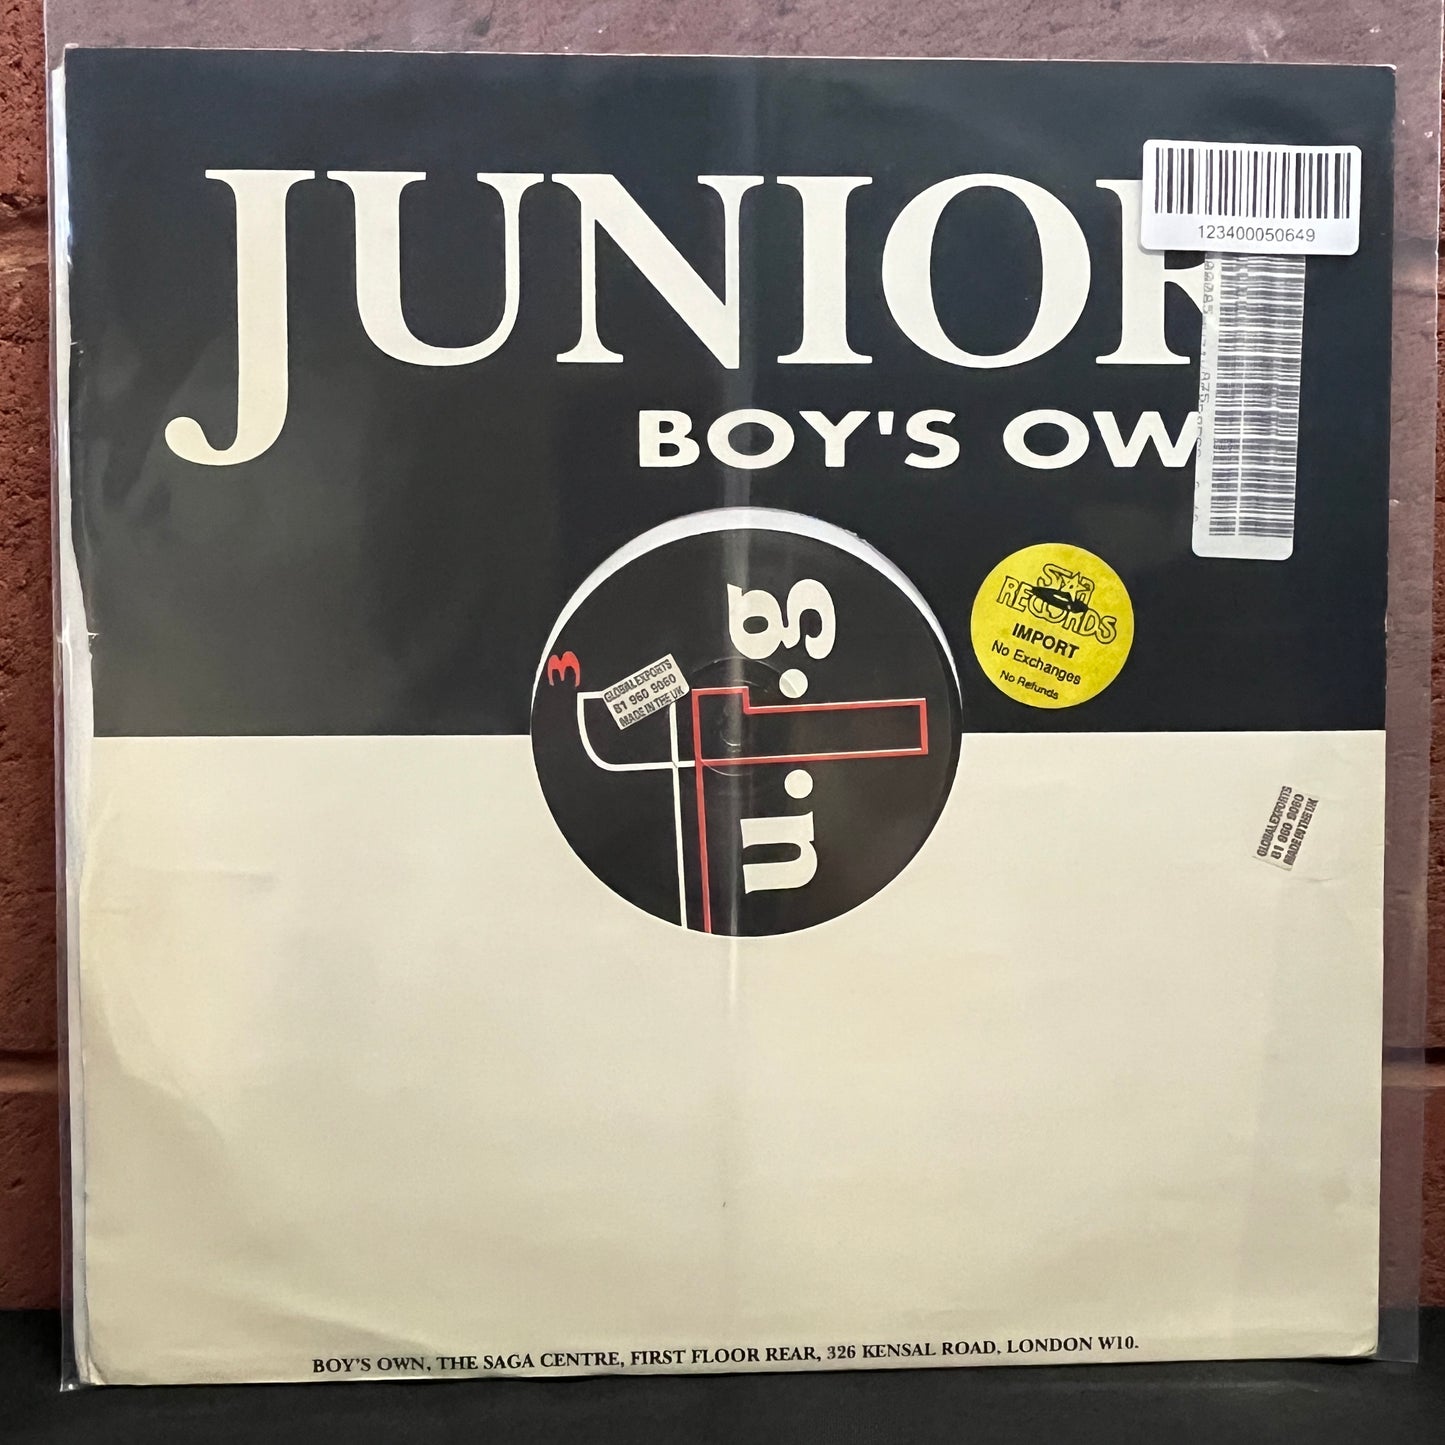 JUNIOR
BOY'S OW
123400050649
STAR
RECORDS
IMPORT
No Exchanges
No Refunds
3
GLOBAL EXPORTS
81 960 9060
MADE IN THE UK
u.f.g.
GLOBAL EXPORTS
81 960 9060
MADE IN THE UK
BOY'S OWN, THE SAGA CENTRE, FIRST FLOOR REAR, 326 KENSAL ROAD, LONDON W10.